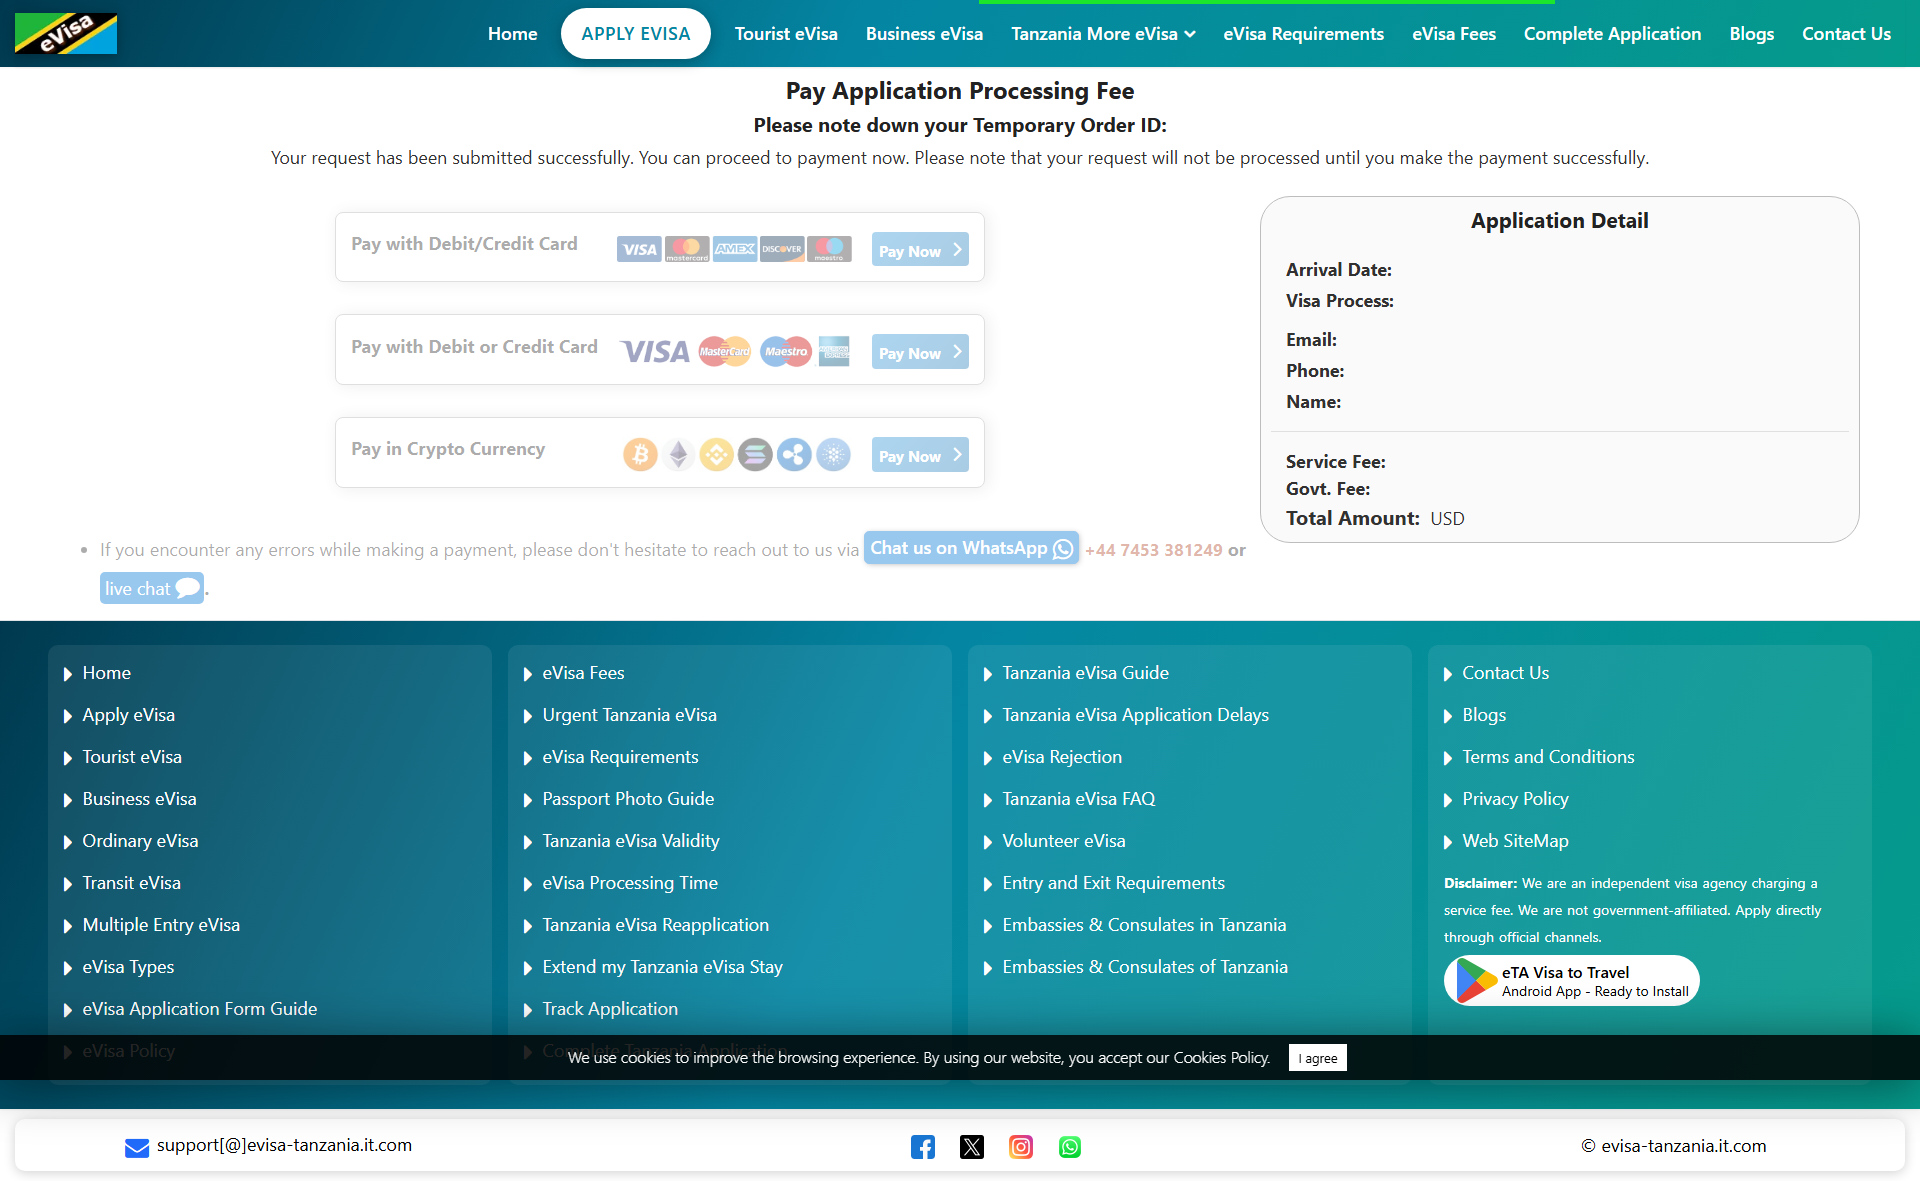 eVisa
Home
APPLY EVISA
Tourist eVisa
Business eVisa
Tanzania More eVisa
eVisa Requirements
eVisa Fees
Complete Application
Blogs
Contact Us
Pay Application Processing Fee
Please note down your Temporary Order ID:
Your request has been submitted successfully. You can proceed to payment now. Please note that your request will not be processed until you make the payment successfully.
Pay with Debit/Credit Card
VISA mastercard AMEX DISCOVER maestro
Pay Now
Pay with Debit or Credit Card
VISA MasterCard Maestro
Pay Now
Pay in Crypto Currency
Pay Now
If you encounter any errors while making a payment, please don't hesitate to reach out to us via Chat us on WhatsApp +44 7453 381249 or
live chat .
Application Detail
Arrival Date:
Visa Process:
Email:
Phone:
Name:
Service Fee:
Govt. Fee:
Total Amount: USD
Home
Apply eVisa
Tourist eVisa
Business eVisa
Ordinary eVisa
Transit eVisa
Multiple Entry eVisa
eVisa Types
eVisa Application Form Guide
eVisa Policy
eVisa Fees
Urgent Tanzania eVisa
eVisa Requirements
Passport Photo Guide
Tanzania eVisa Validity
eVisa Processing Time
Tanzania eVisa Reapplication
Extend my Tanzania eVisa Stay
Track Application
Complete Tanzania Application
Tanzania eVisa Guide
Tanzania eVisa Application Delays
eVisa Rejection
Tanzania eVisa FAQ
Volunteer eVisa
Entry and Exit Requirements
Embassies & Consulates in Tanzania
Embassies & Consulates of Tanzania
Contact Us
Blogs
Terms and Conditions
Privacy Policy
Web SiteMap
Disclaimer: We are an independent visa agency charging a
service fee. We are not government-affiliated. Apply directly
through official channels.
eTA Visa to Travel
Android App - Ready to Install
We use cookies to improve the browsing experience. By using our website, you accept our Cookies Policy.
I agree
support[@]evisa-tanzania.it.com
© evisa-tanzania.it.com